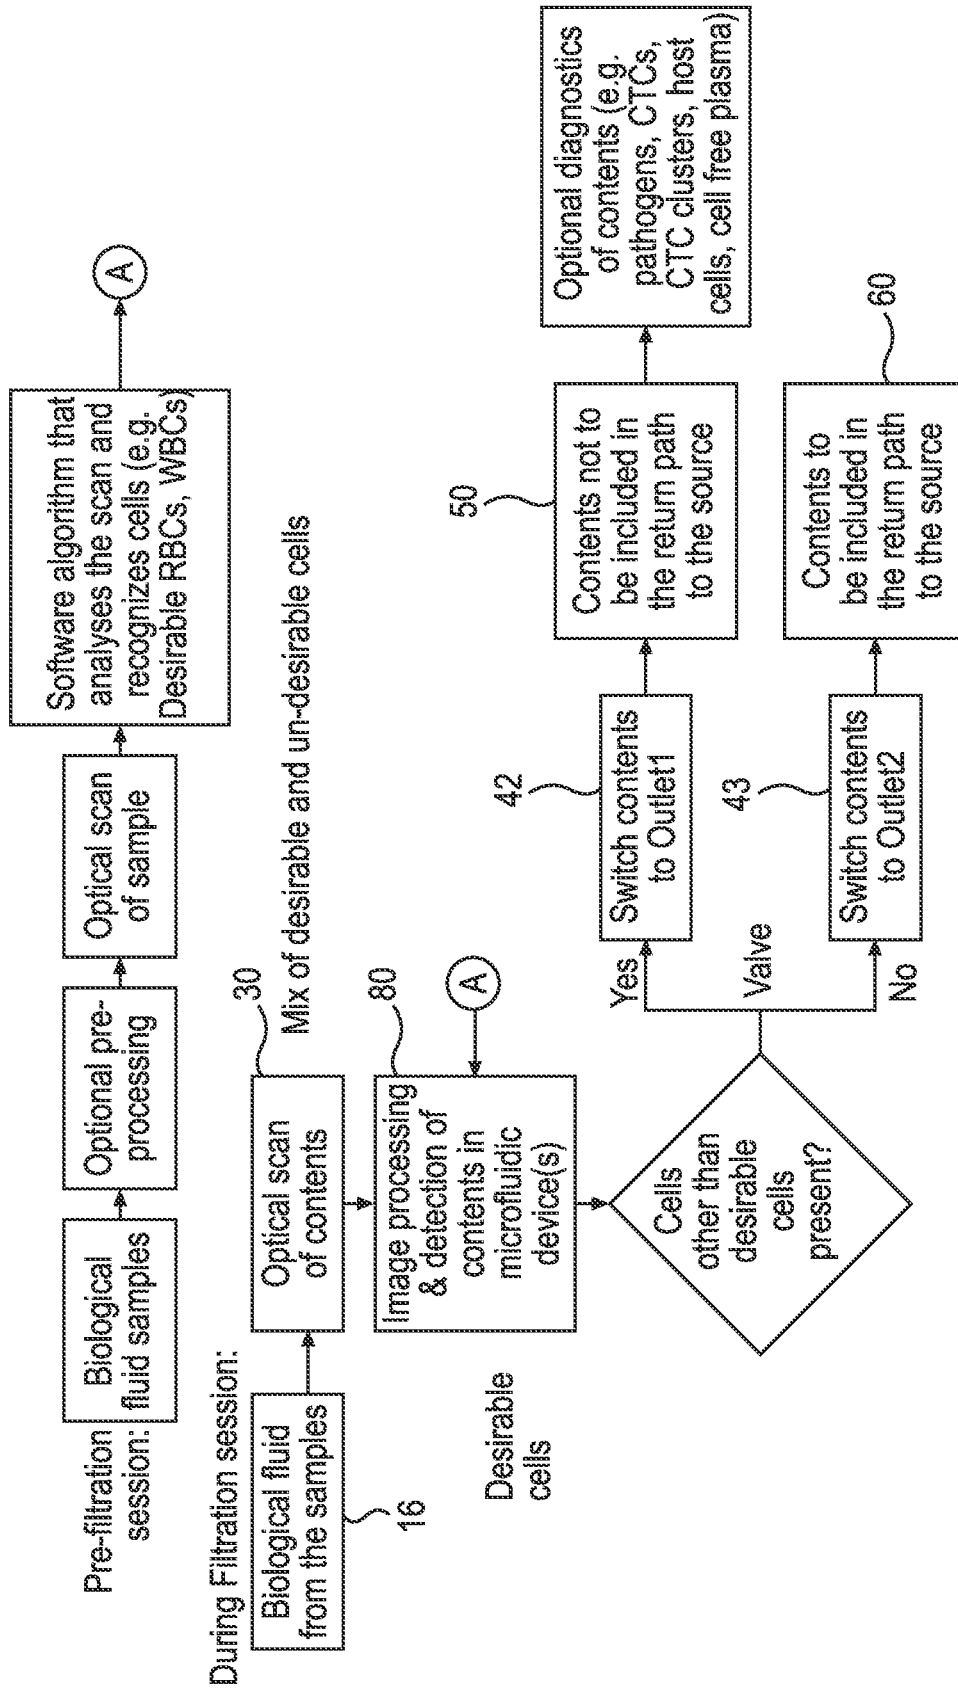 Pre-filtration
session:
Biological
fluid samples
Optional pre-
processing
Optical scan
of sample
Software algorithm that
analyses the scan and
recognizes cells (e.g.
Desirable RBCs, WBCs)
A
During Filtration session:
Biological fluid
from the samples
16
Optical scan
of contents
30
Mix of desirable and un-desirable cells
Image processing
& detection of
contents in
microfluidic
device(s)
80
A
Desirable
cells
Cells
other than
desirable
cells
present?
Yes
Valve
No
Switch contents
to Outlet1
42
Contents not to
be included in
the return path
to the source
50
Optional diagnostics
of contents (e.g.
pathogens, CTCs,
CTC clusters, host
cells, cell free plasma)
Switch contents
to Outlet2
43
Contents to
be included in
the return path
to the source
60